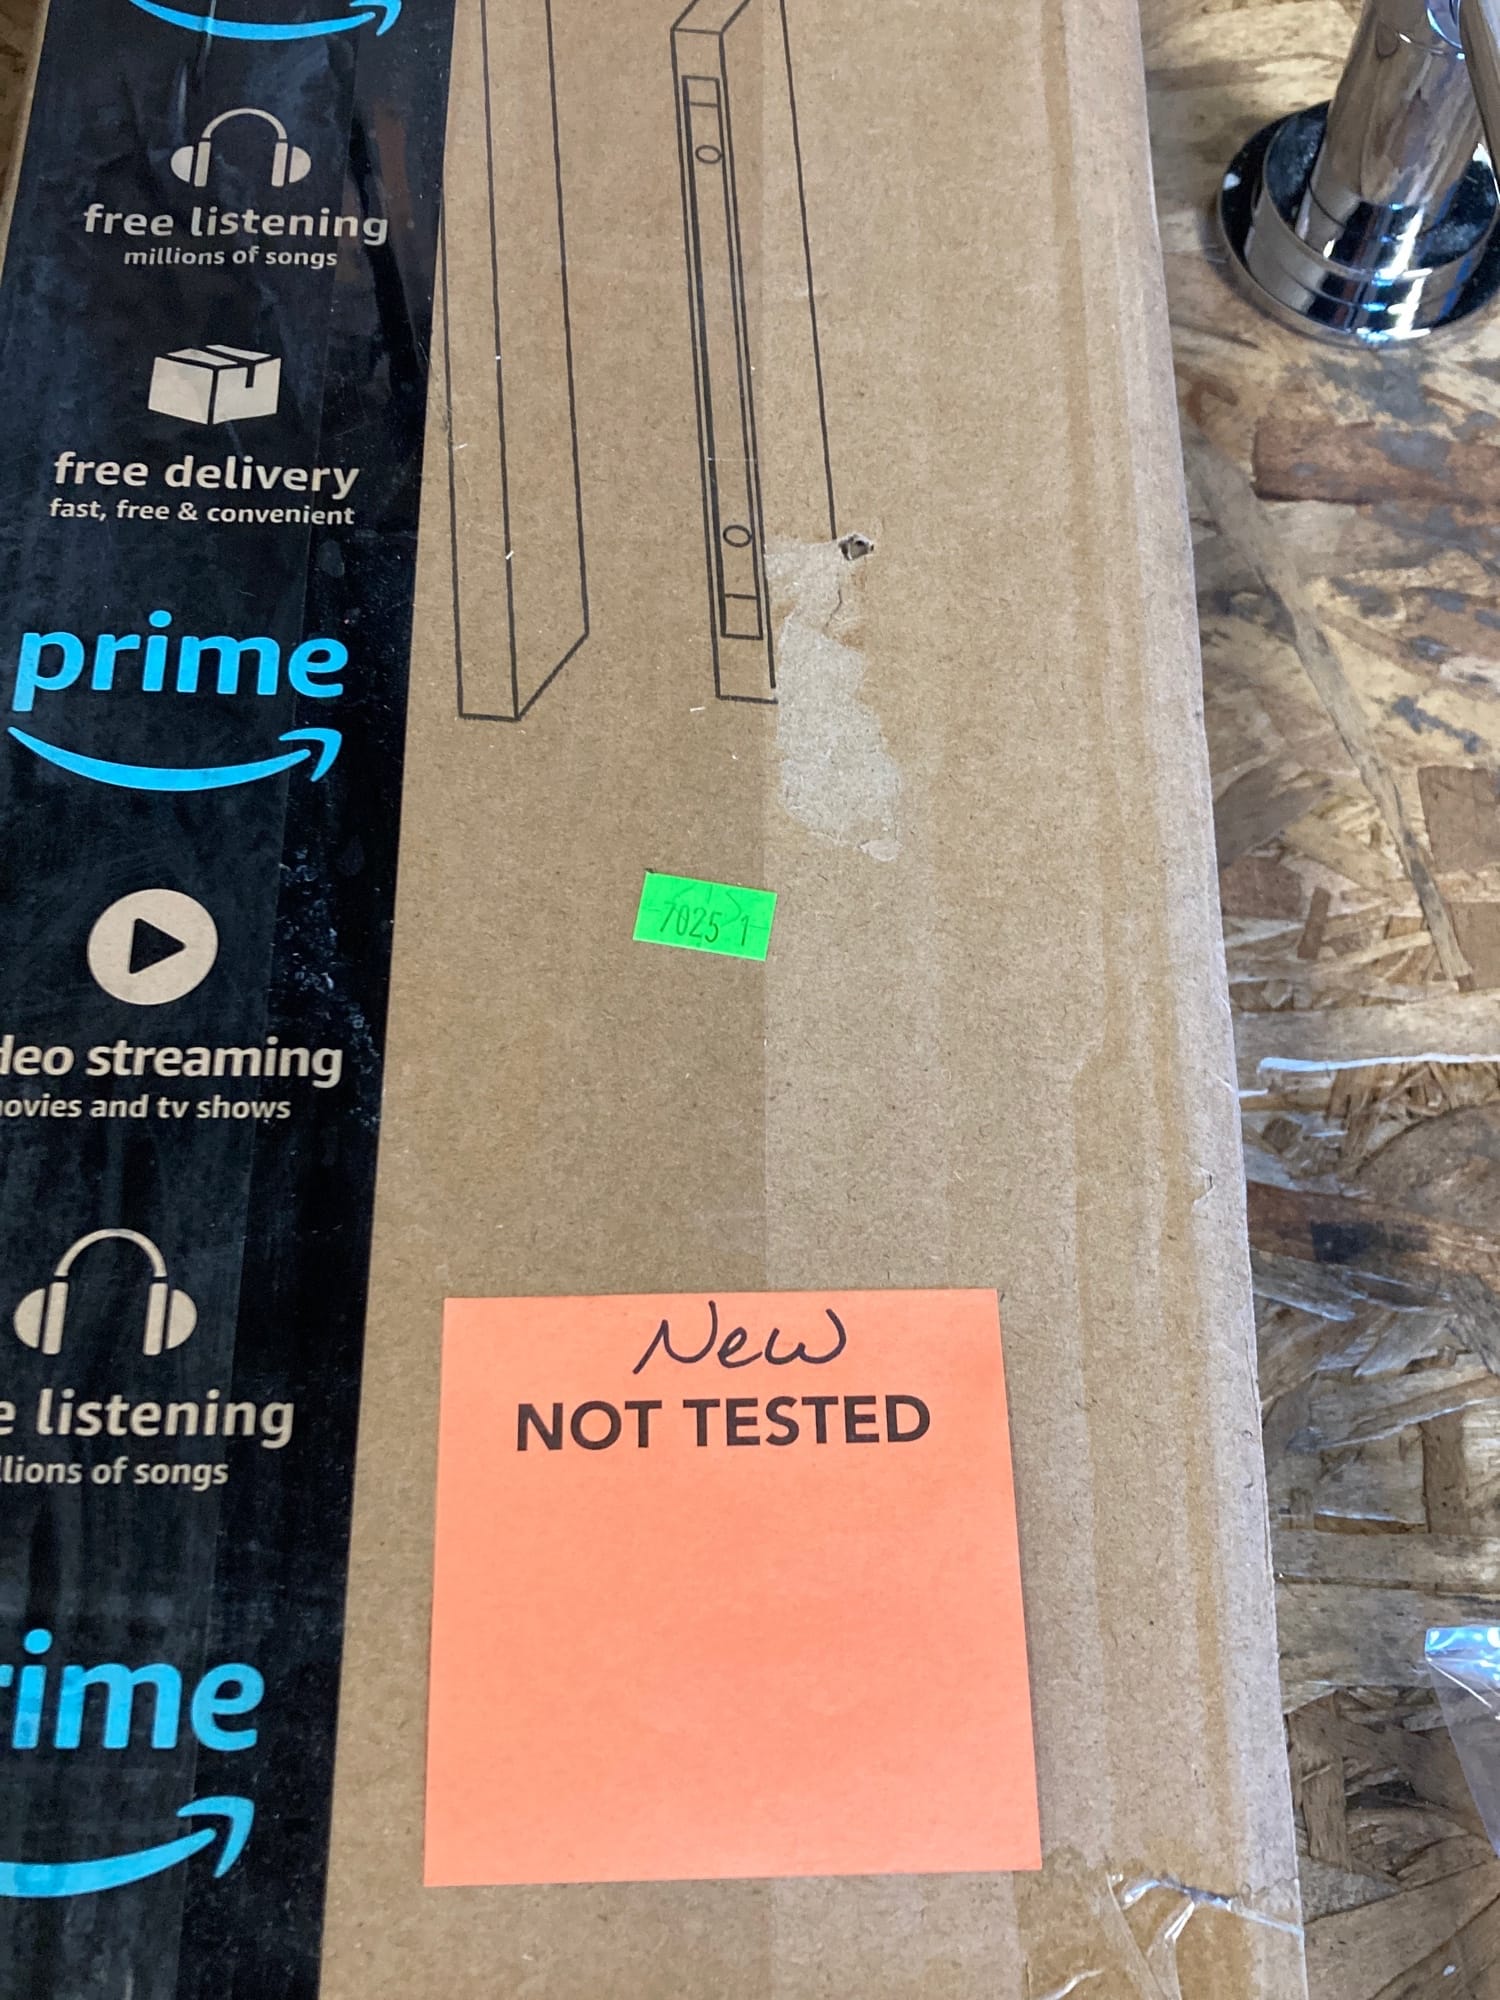 free listening
millions of songs
free delivery
fast, free & convenient
prime
7025 1
deo streaming
ovies and tv shows
e listening
llions of songs
rime
New
NOT TESTED